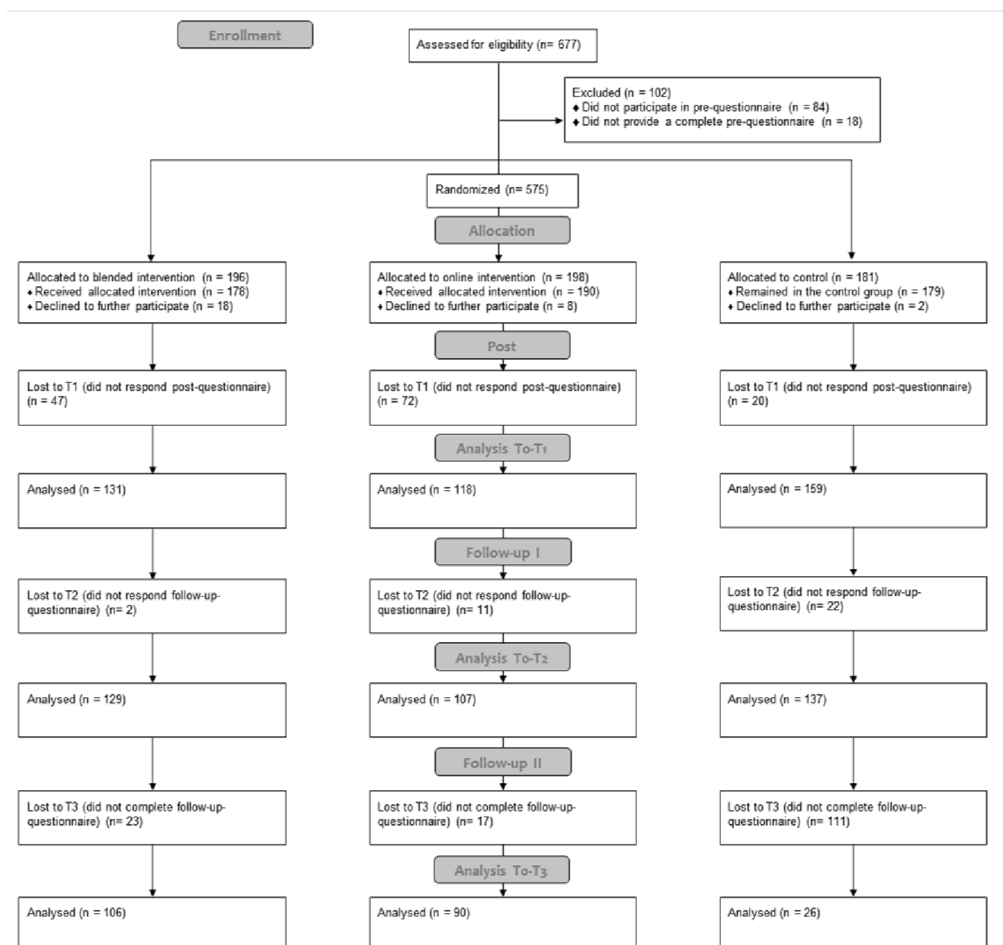 Enrollment
Assessed for eligibility (n= 677)
Excluded (n = 102)
♦ Did not participate in pre-questionnaire (n = 84)
♦ Did not provide a complete pre-questionnaire (n = 18)
Randomized (n= 575)
Allocation
Allocated to blended intervention (n = 196)
♦ Received allocated intervention (n = 178)
♦ Declined to further participate (n = 18)
Allocated to online intervention (n = 198)
♦ Received allocated intervention (n = 190)
♦ Declined to further participate (n = 8)
Allocated to control (n = 181)
♦ Remained in the control group (n = 179)
♦ Declined to further participate (n = 2)
Post
Lost to T1 (did not respond post-questionnaire)
(n = 47)
Lost to T1 (did not respond post-questionnaire)
(n = 72)
Lost to T1 (did not respond post-questionnaire)
(n = 20)
Analysis T0-T1
Analysed (n = 131)
Analysed (n = 118)
Analysed (n = 159)
Follow-up I
Lost to T2 (did not respond follow-up-
questionnaire) (n= 2)
Lost to T2 (did not respond follow-up-
questionnaire) (n= 11)
Lost to T2 (did not respond follow-up-
questionnaire) (n= 22)
Analysis T0-T2
Analysed (n = 129)
Analysed (n = 107)
Analysed (n = 137)
Follow-up II
Lost to T3 (did not complete follow-up-
questionnaire) (n= 23)
Lost to T3 (did not complete follow-up-
questionnaire) (n= 17)
Lost to T3 (did not complete follow-up-
questionnaire) (n= 111)
Analysis T0-T3
Analysed (n = 106)
Analysed (n = 90)
Analysed (n = 26)